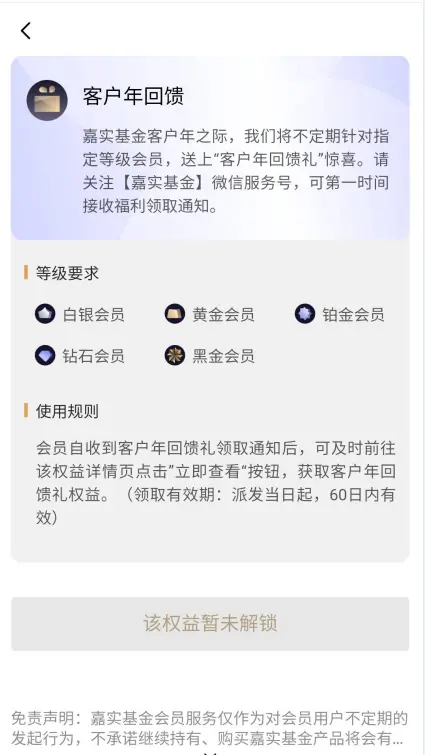 客户年回馈
嘉实基金客户年之际，我们将不定期针对指
定等级会员，送上“客户年回馈礼”惊喜。请
关注【嘉实基金】微信服务号，可第一时间
接收福利领取通知。
等级要求
白银会员 黄金会员 铂金会员
钻石会员 黑金会员
使用规则
会员自收到客户年回馈礼领取通知后，可及时前往
该权益详情页点击”立即查看“按钮，获取客户年回
馈礼权益。（领取有效期：派发当日起，60日内有
效）
该权益暂未解锁
免责声明：嘉实基金会员服务仅作为对会员用户不定期的
发起行为，不承诺继续持有、购买嘉实基金产品将会有...